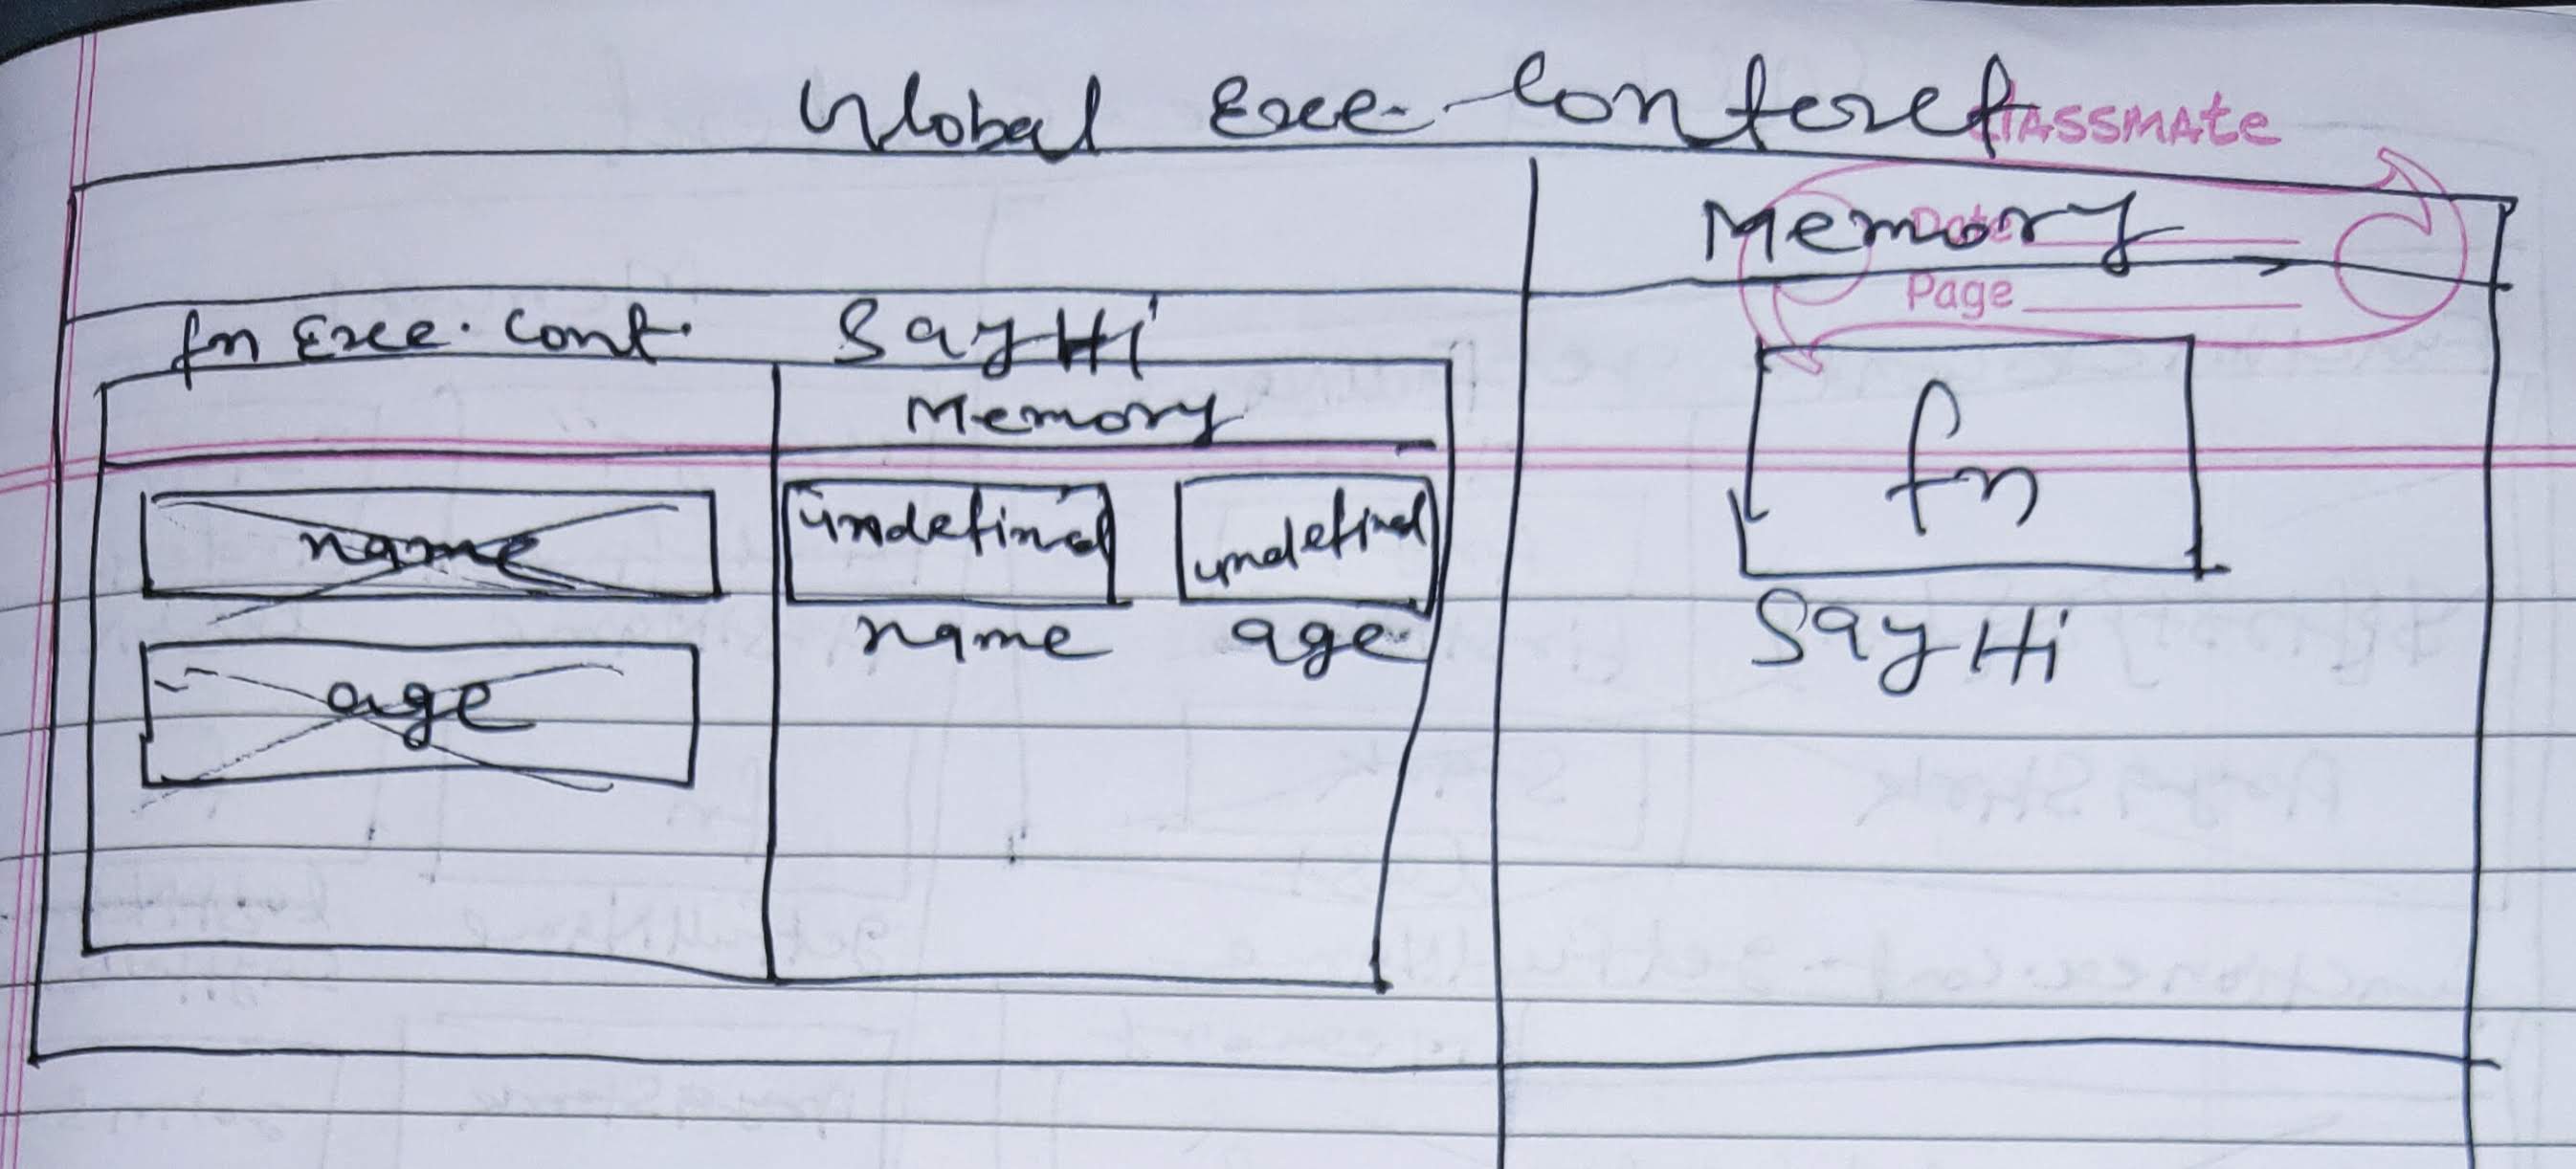 Global Exe. Context
classmate
Date
Page
Memory
fn Exe. Cont. SayHi
Memory
name
undefined
undefined
name
age
age
fn
SayHi